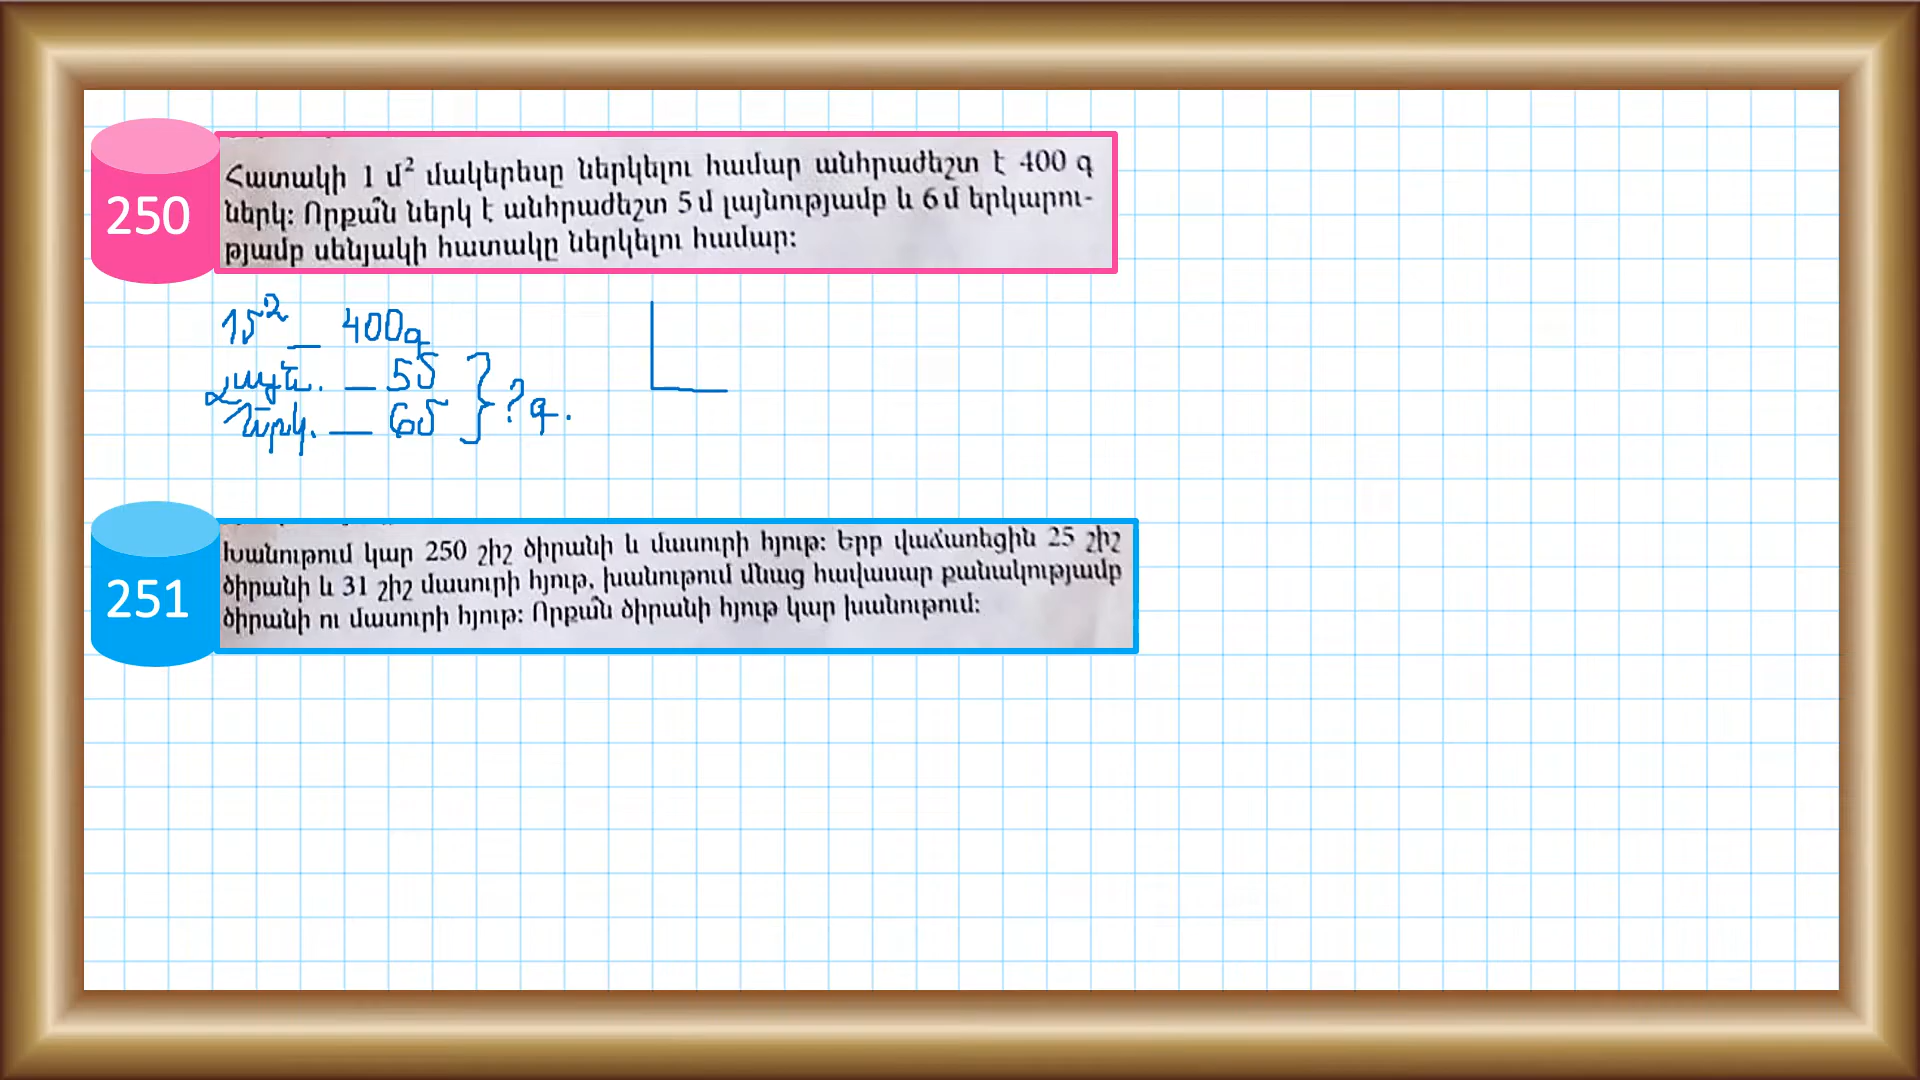 250
Հատակի 1 մ² մակերեսը ներկելու համար անհրաժեշտ է 400 գ
ներկ: Որքա՞ն ներկ է անհրաժեշտ 5 մ լայնությամբ և 6 մ երկարու-
թյամբ սենյակի հատակը ներկելու համար:
1մ² _ 400գ
Լայն. _ 5մ
Երկ. _ 6մ
? գ.
251
Խանութում կար 250 շիշ ծիրանի և մասուրի հյութ: Երբ վաճառեցին 25 շիշ
ծիրանի և 31 շիշ մասուրի հյութ, խանութում մնաց հավասար քանակությամբ
ծիրանի ու մասուրի հյութ: Որքա՞ն ծիրանի հյութ կար խանութում: